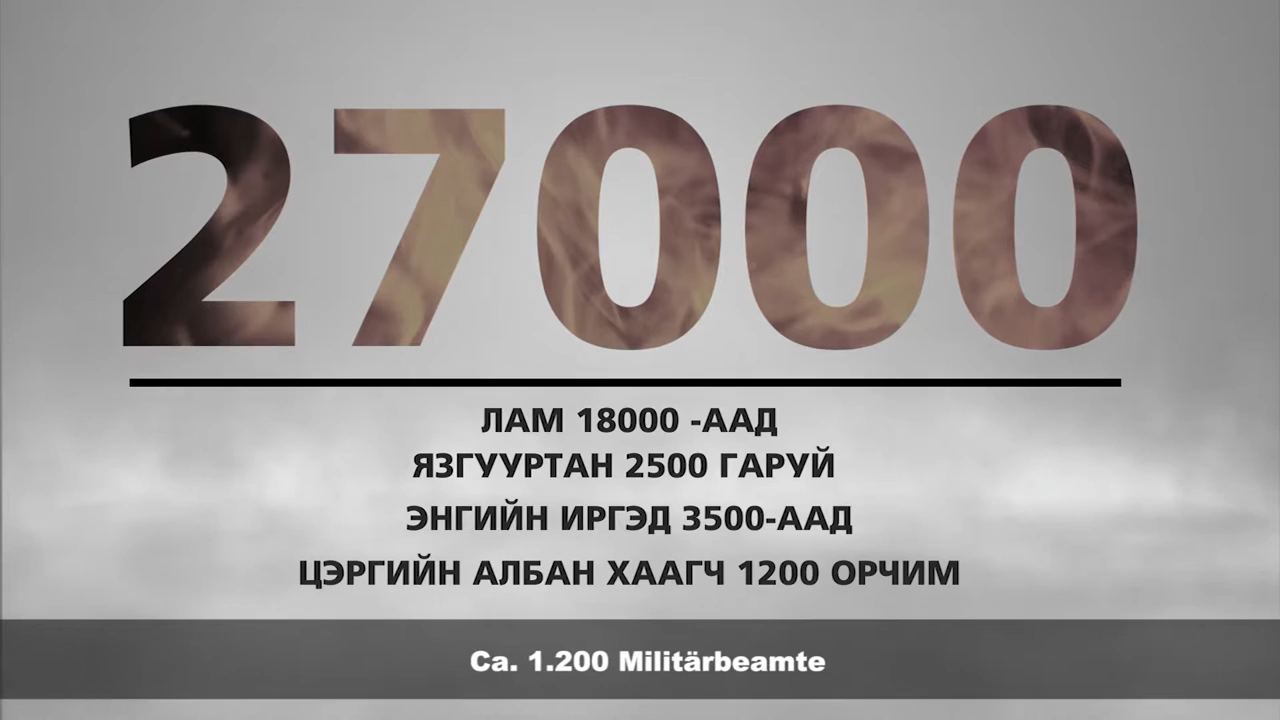 27000
ЛАМ 18000 -ААД
ЯЗГУУРТАН 2500 ГАРУЙ
ЭНГИЙН ИРГЭД 3500-ААД
ЦЭРГИЙН АЛБАН ХААГЧ 1200 ОРЧИМ
Ca. 1.200 Militärbeamte